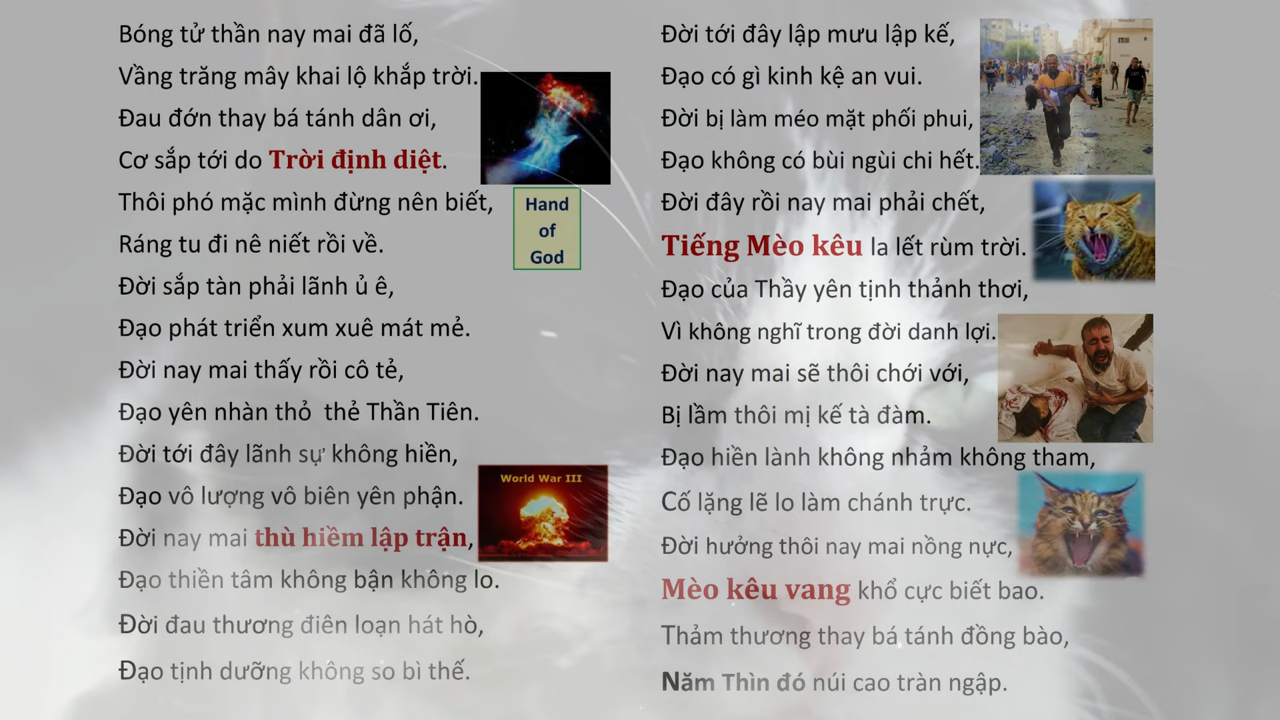 Bóng tử thần nay mai đã lố,
Vầng trăng mây khai lộ khắp trời.
Đau đớn thay bá tánh dân ơi,
Cơ sắp tới do Trời định diệt.
Thôi phó mặc mình đừng nên biết,
Ráng tu đi nê niết rồi về.
Đời sắp tàn phải lãnh ủ ê,
Đạo phát triển xum xuê mát mẻ.
Đời nay mai thấy rồi cô tẻ,
Đạo yên nhàn thỏ thẻ Thần Tiên.
Đời tới đây lãnh sự không hiền,
Đạo vô lượng vô biên yên phận.
Đời nay mai thù hiềm lập trận,
Đạo thiền tâm không bận không lo.
Đời đau thương điên loạn hát hò,
Đạo tịnh dưỡng không so bì thế.
Hand
of
God
World War III
Đời tới đây lập mưu lập kế,
Đạo có gì kinh kệ an vui.
Đời bị làm méo mặt phối phui,
Đạo không có bùi ngùi chi hết.
Đời đây rồi nay mai phải chết,
Tiếng Mèo kêu la lết rùm trời.
Đạo của Thầy yên tịnh thảnh thơi,
Vì không nghĩ trong đời danh lợi.
Đời nay mai sẽ thôi chới với,
Bị lầm thôi mị kế tà đàm.
Đạo hiền lành không nhảm không tham,
Cố lặng lẽ lo làm chánh trực.
Đời hưởng thôi nay mai nồng nực,
Mèo kêu vang khổ cực biết bao.
Thảm thương thay bá tánh đồng bào,
Năm Thìn đó núi cao tràn ngập.